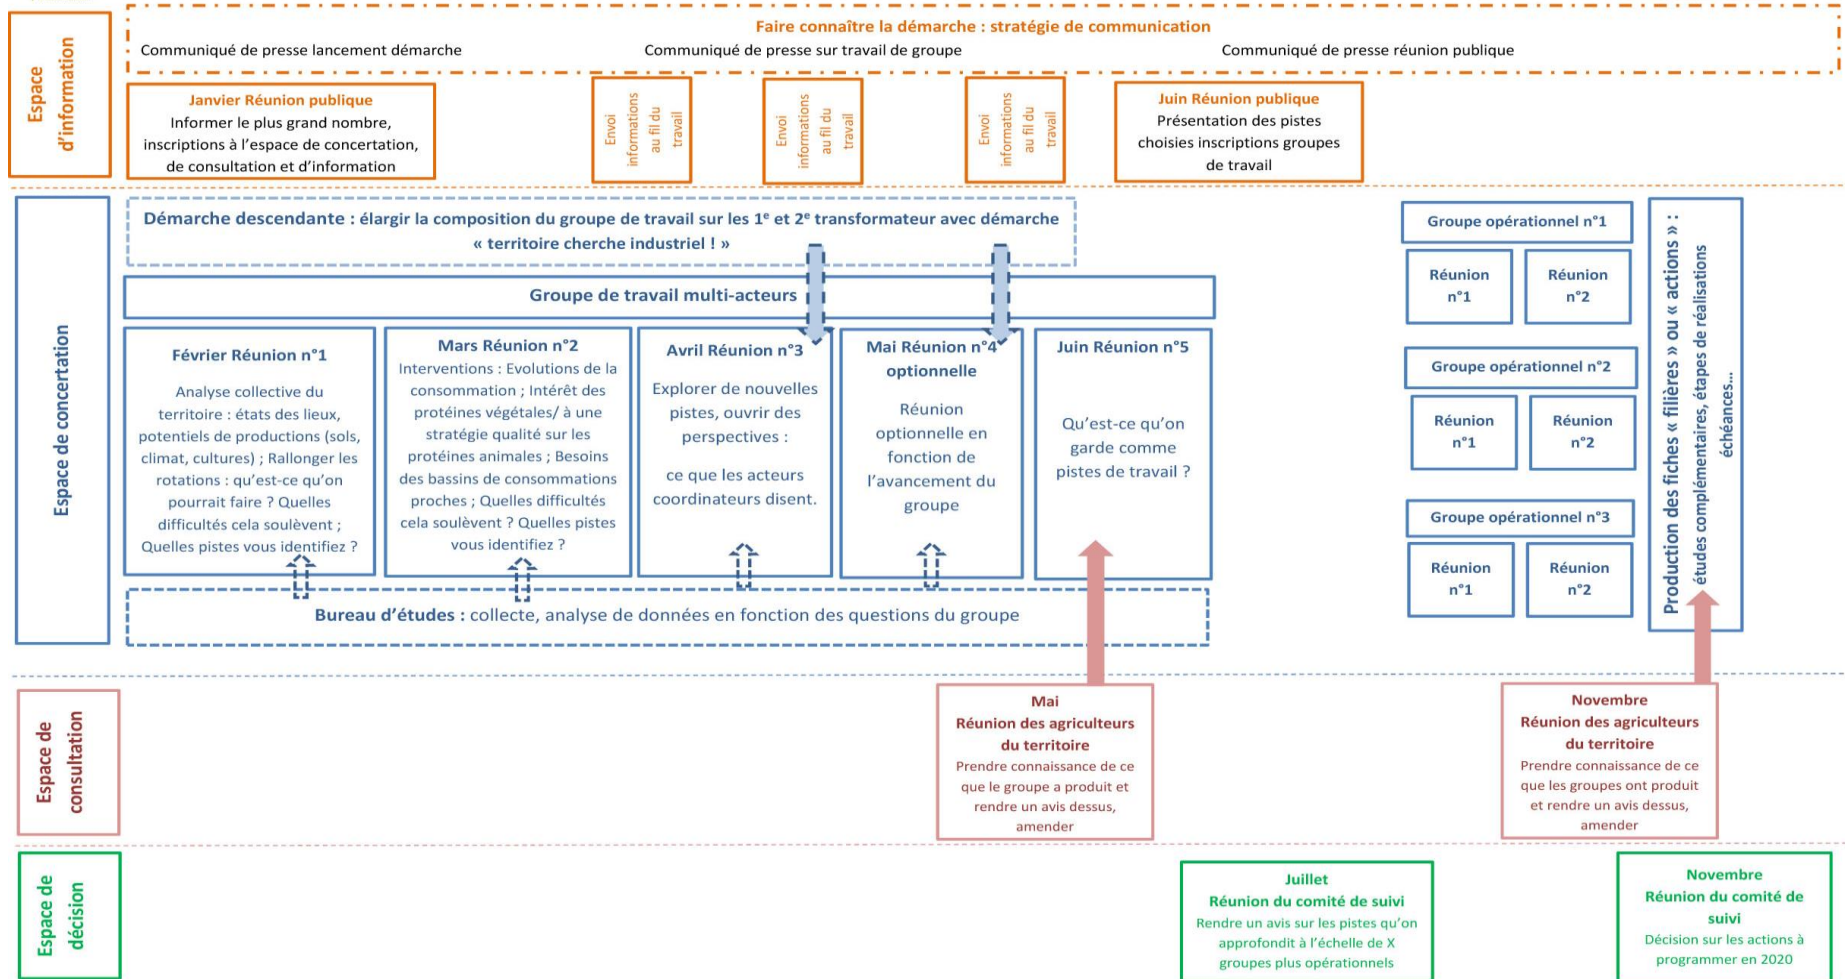 Espace
d'information
Faire connaître la démarche : stratégie de communication
Communiqué de presse lancement démarche
Communiqué de presse sur travail de groupe
Communiqué de presse réunion publique
Janvier Réunion publique
Informer le plus grand nombre,
inscriptions à l'espace de concertation,
de consultation et d'information
Envoi
informations
au fil du
travail
Envoi
informations
au fil du
travail
Envoi
informations
au fil du
travail
Juin Réunion publique
Présentation des pistes
choisies inscriptions groupes
de travail
Espace de concertation
Démarche descendante : élargir la composition du groupe de travail sur les 1e et 2e transformateur avec démarche
« territoire cherche industriel ! »
Groupe de travail multi-acteurs
Février Réunion n°1
Analyse collective du
territoire : états des lieux,
potentiels de productions (sols,
climat, cultures) ; Rallonger les
rotations : qu'est-ce qu'on
pourrait faire ? Quelles
difficultés cela soulèvent ;
Quelles pistes vous identifiez ?
Mars Réunion n°2
Interventions : Evolutions de la
consommation ; Intérêt des
protéines végétales/ à une
stratégie qualité sur les
protéines animales ; Besoins
des bassins de consommations
proches ; Quelles difficultés
cela soulèvent ? Quelles pistes
vous identifiez ?
Avril Réunion n°3
Explorer de nouvelles
pistes, ouvrir des
perspectives :
ce que les acteurs
coordinateurs disent.
Mai Réunion n°4
optionnelle
Réunion
optionnelle en
fonction de
l'avancement du
groupe
Juin Réunion n°5
Qu'est-ce qu'on
garde comme
pistes de travail ?
Bureau d'études : collecte, analyse de données en fonction des questions du groupe
Groupe opérationnel n°1
Réunion
n°1
Réunion
n°2
Groupe opérationnel n°2
Réunion
n°1
Réunion
n°2
Groupe opérationnel n°3
Réunion
n°1
Réunion
n°2
Production des fiches « filières » ou « actions » :
études complémentaires, étapes de réalisations
échéances...
Espace de
consultation
Mai
Réunion des agriculteurs
du territoire
Prendre connaissance de ce
que le groupe a produit et
rendre un avis dessus,
amender
Novembre
Réunion des agriculteurs
du territoire
Prendre connaissance de ce
que les groupes ont produit
et rendre un avis dessus,
amender
Espace de
décision
Juillet
Réunion du comité de suivi
Rendre un avis sur les pistes qu'on
approfondit à l'échelle de X
groupes plus opérationnels
Novembre
Réunion du comité de
suivi
Décision sur les actions à
programmer en 2020